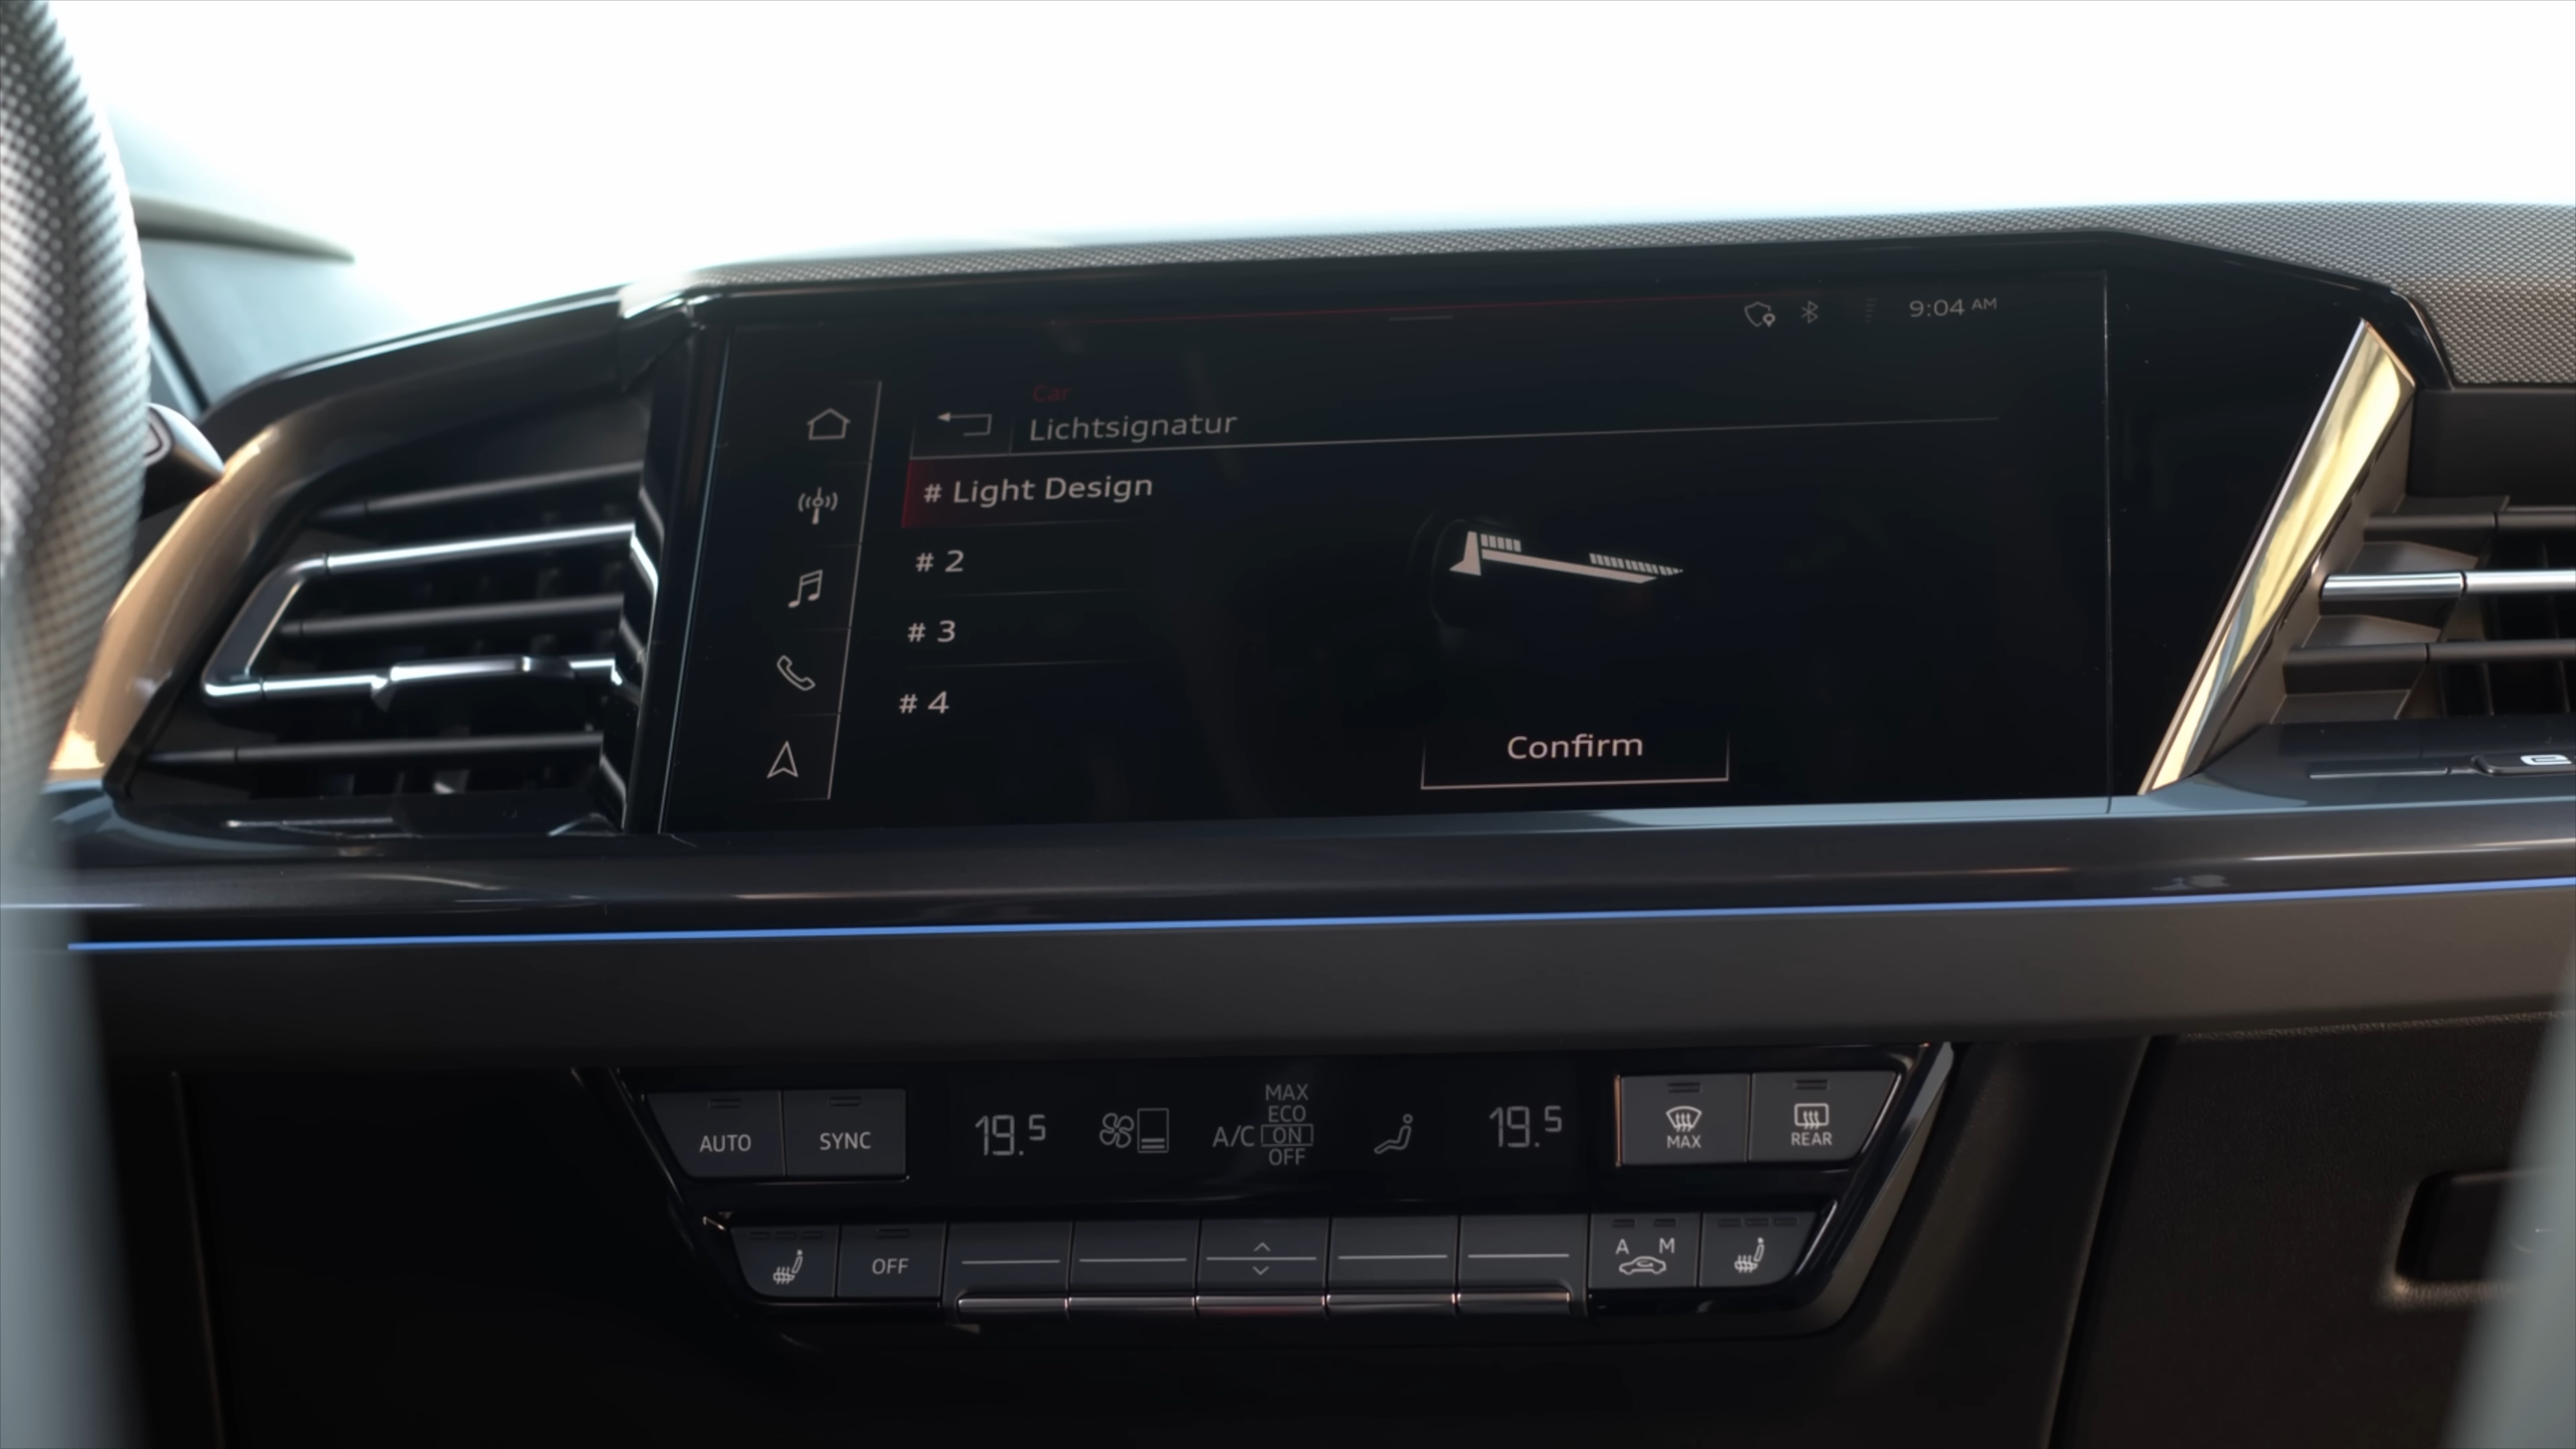 9:04 AM
Car
Lichtsignatur
# Light Design
# 2
# 3
# 4
Confirm
AUTO
SYNC
19.5
A/C
MAX
ECO
ON
OFF
19.5
MAX
REAR
OFF
A M